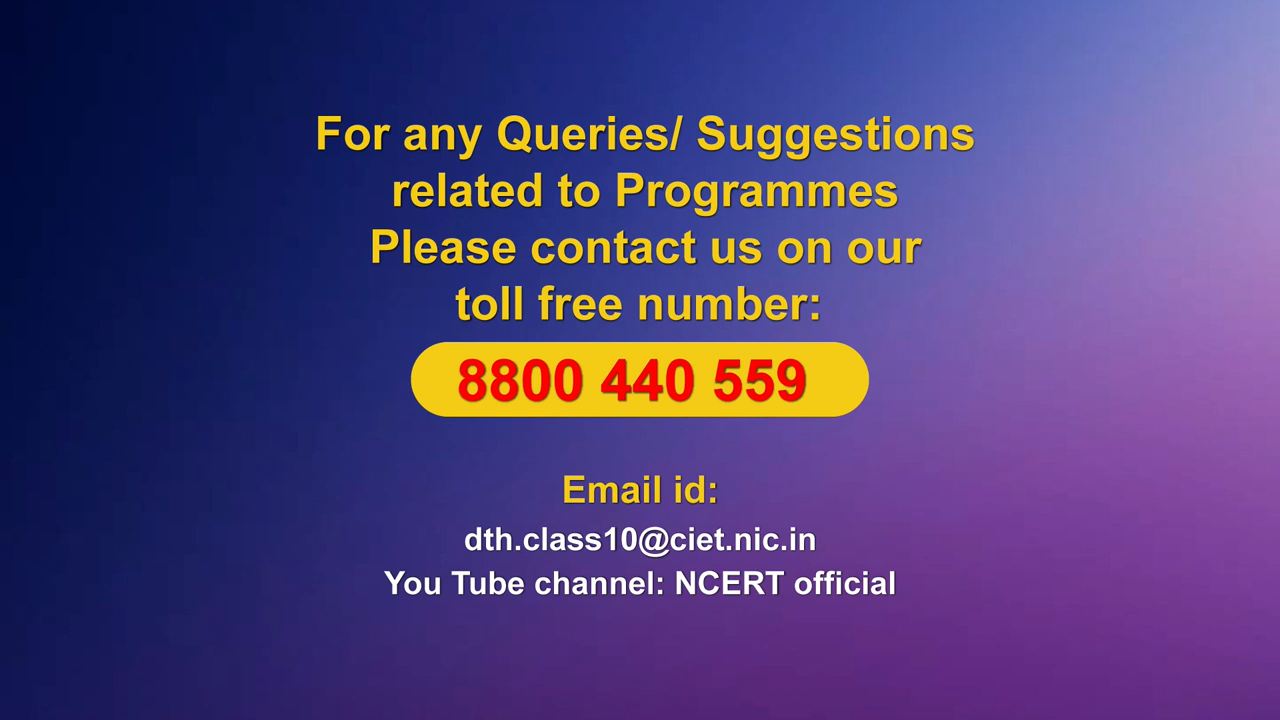 For any Queries/ Suggestions
related to Programmes
Please contact us on our
toll free number:
8800 440 559
Email id:
dth.class10@ciet.nic.in
You Tube channel: NCERT official